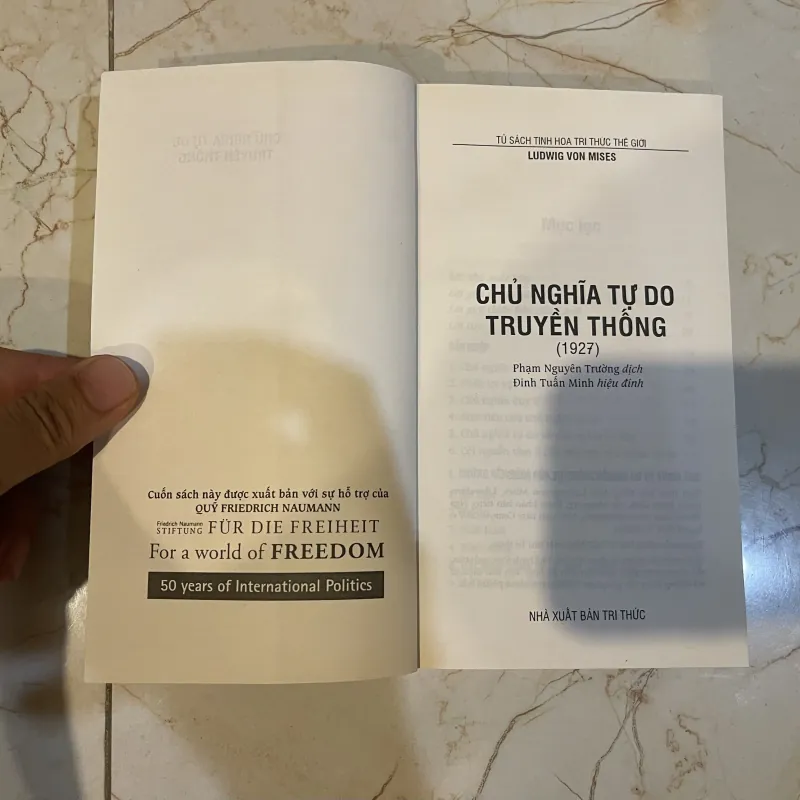 Cuốn sách này được xuất bản với sự hỗ trợ của
QUỸ FRIEDRICH NAUMANN
Friedrich Naumann
STIFTUNG FÜR DIE FREIHEIT
For a world of FREEDOM
50 years of International Politics
TỦ SÁCH TINH HOA TRI THỨC THẾ GIỚI
LUDWIG VON MISES
CHỦ NGHĨA TỰ DO
TRUYỀN THỐNG
(1927)
Phạm Nguyên Trường dịch
Đinh Tuấn Minh hiệu đính
NHÀ XUẤT BẢN TRI THỨC